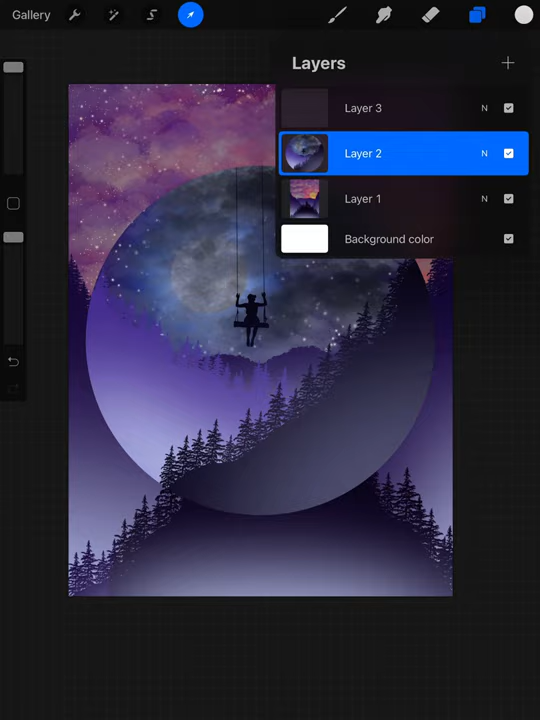 Gallery
Layers
Layer 3
N
Layer 2
N
Layer 1
N
Background color